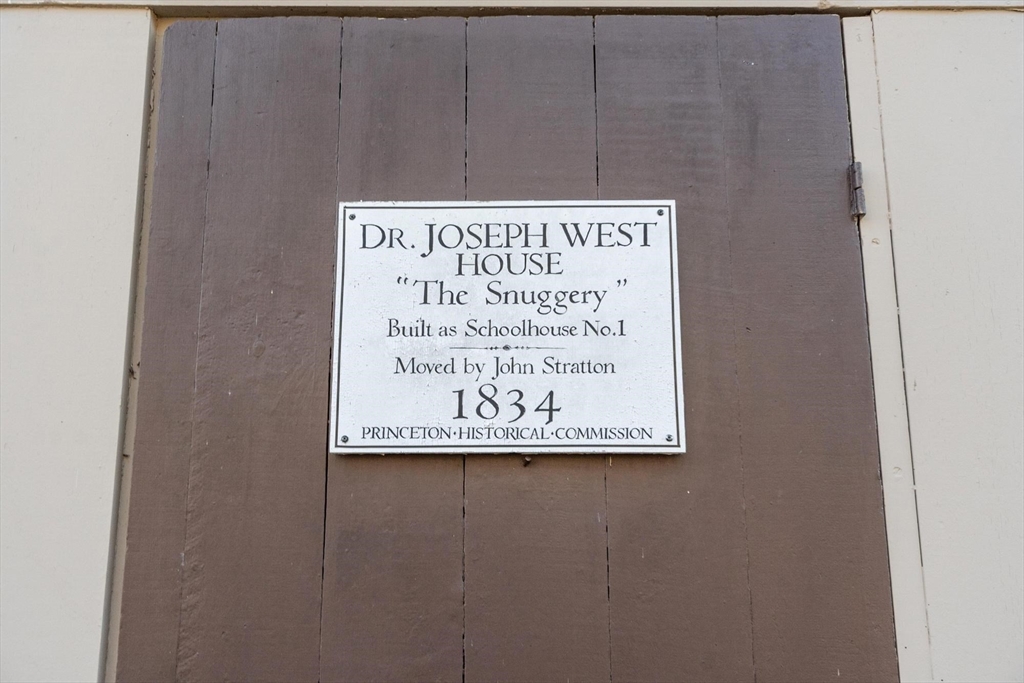 DR. JOSEPH WEST
HOUSE
"The Snuggery"
Built as Schoolhouse No.1
Moved by John Stratton
1834
PRINCETON·HISTORICAL·COMMISSION